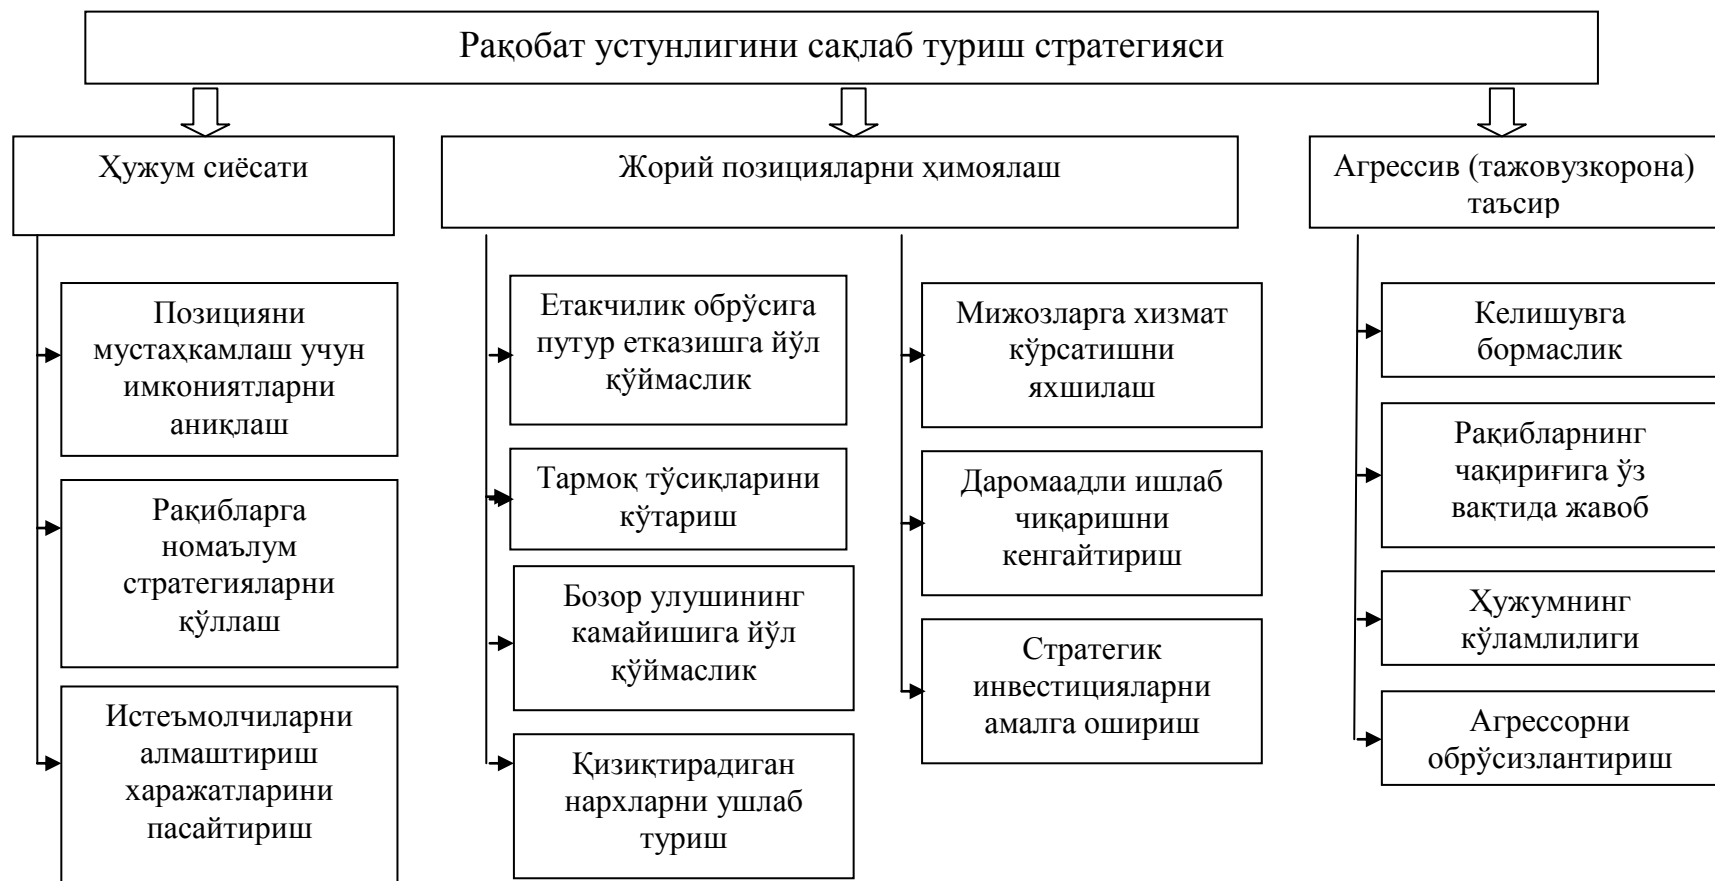 Рақобат устунлигини сақлаб туриш стратегияси
Ҳужум сиёсати
Жорий позицияларни ҳимоялаш
Агрессив (тажовузкорона)
таъсир
Позицияни
мустаҳкамлаш учун
имкониятларни
аниқлаш
Рақибларга
номаълум
стратегияларни
қўллаш
Истеъмолчиларни
алмаштириш
харажатларини
пасайтириш
Етакчилик обрўсига
путур етказишга йўл
қўймаслик
Тармоқ тўсиқларини
кўтариш
Бозор улушининг
камайишига йўл
қўймаслик
Қизиқтирадиган
нархларни ушлаб
туриш
Мижозларга хизмат
кўрсатишни
яхшилаш
Даромаадли ишлаб
чиқаришни
кенгайтириш
Стратегик
инвестицияларни
амалга ошириш
Келишувга
бормаслик
Рақибларнинг
чақириғига ўз
вақтида жавоб
Ҳужумнинг
кўламлилиги
Агрессорни
обрўсизлантириш